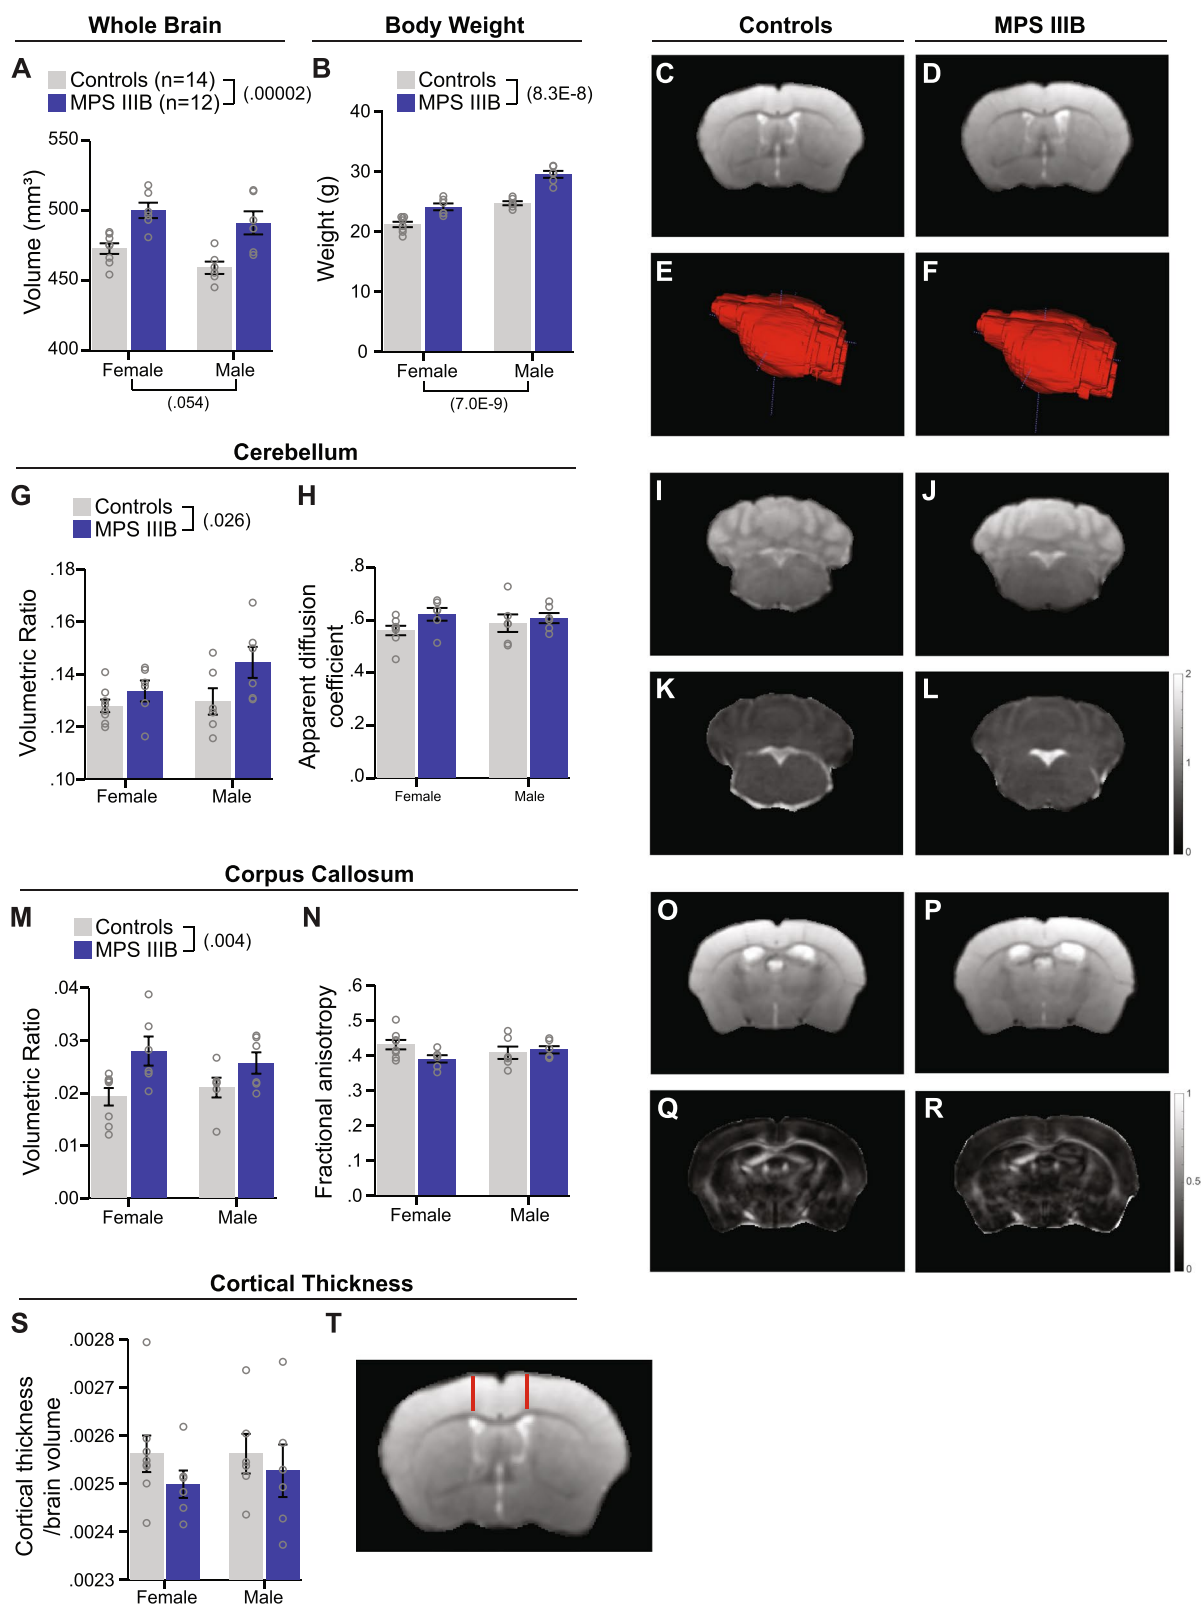 Whole Brain
Body Weight
Controls
MPS IIIB
A
Controls (n=14)
MPS IIIB (n=12)
(.00002)
Volume (mm³)
550
500
450
400
Female
Male
(.054)
B
Controls
MPS IIIB
(8.3E-8)
Weight (g)
40
30
20
10
0
Female
Male
(7.0E-9)
C
D
E
F
Cerebellum
G
Controls
MPS IIIB
(.026)
Volumetric Ratio
.18
.16
.14
.12
.10
Female
Male
H
Apparent diffusion
coefficient
.8
.6
.4
.2
.0
Female
Male
I
J
K
L
2
1
0
Corpus Callosum
M
Controls
MPS IIIB
(.004)
Volumetric Ratio
.04
.03
.02
.01
.00
Female
Male
N
Fractional anisotropy
.6
.5
.4
.3
.2
.1
.0
Female
Male
O
P
Q
R
1
0.5
0
Cortical Thickness
S
Cortical thickness
/brain volume
.0028
.0027
.0026
.0025
.0024
.0023
Female
Male
T